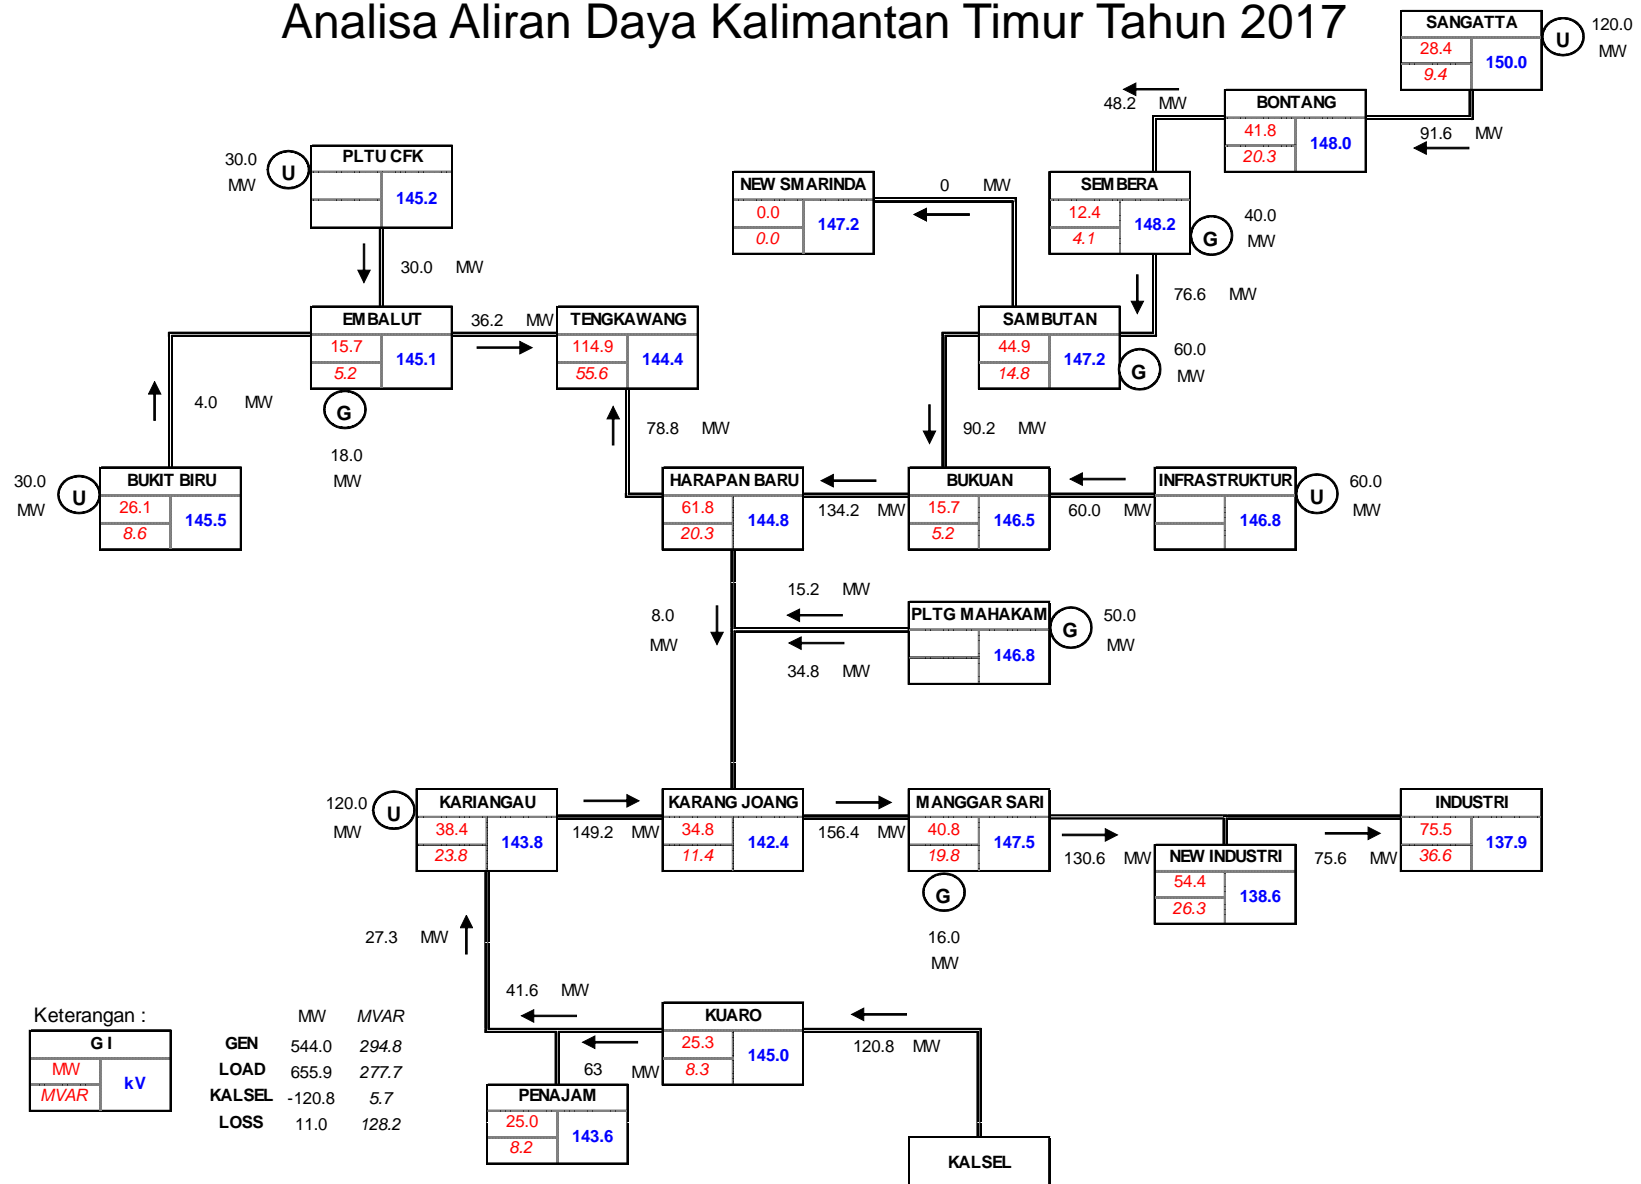 Analisa Aliran Daya Kalimantan Timur Tahun 2017
SANGATTA
28.4
9.4
150.0
U
120.0
MW
48.2 MW
BONTANG
41.8
20.3
148.0
91.6 MW
30.0
MW
U
PLTU CFK
145.2
NEW SMARINDA
0.0
0.0
147.2
0 MW
SEMBERA
12.4
4.1
148.2
G
40.0
MW
30.0 MW
76.6 MW
EMBALUT
15.7
5.2
145.1
G
18.0
MW
36.2 MW
TENGKAWANG
114.9
55.6
144.4
SAMBUTAN
44.9
14.8
147.2
G
60.0
MW
4.0 MW
78.8 MW
90.2 MW
30.0
MW
U
BUKIT BIRU
26.1
8.6
145.5
HARAPAN BARU
61.8
20.3
144.8
134.2 MW
BUKUAN
15.7
5.2
146.5
60.0 MW
INFRASTRUKTUR
146.8
U
60.0
MW
8.0
MW
15.2 MW
34.8 MW
PLTG MAHAKAM
146.8
G
50.0
MW
120.0
MW
U
KARIANGAU
38.4
23.8
143.8
149.2 MW
KARANG JOANG
34.8
11.4
142.4
156.4 MW
MANGGAR SARI
40.8
19.8
147.5
G
16.0
MW
130.6 MW
NEW INDUSTRI
54.4
26.3
138.6
75.6 MW
INDUSTRI
75.5
36.6
137.9
27.3 MW
41.6 MW
63 MW
KUARO
25.3
8.3
145.0
120.8 MW
PENAJAM
25.0
8.2
143.6
KALSEL
Keterangan :
G I
MW
MVAR
kV
MW MVAR
GEN 544.0 294.8
LOAD 655.9 277.7
KALSEL -120.8 5.7
LOSS 11.0 128.2